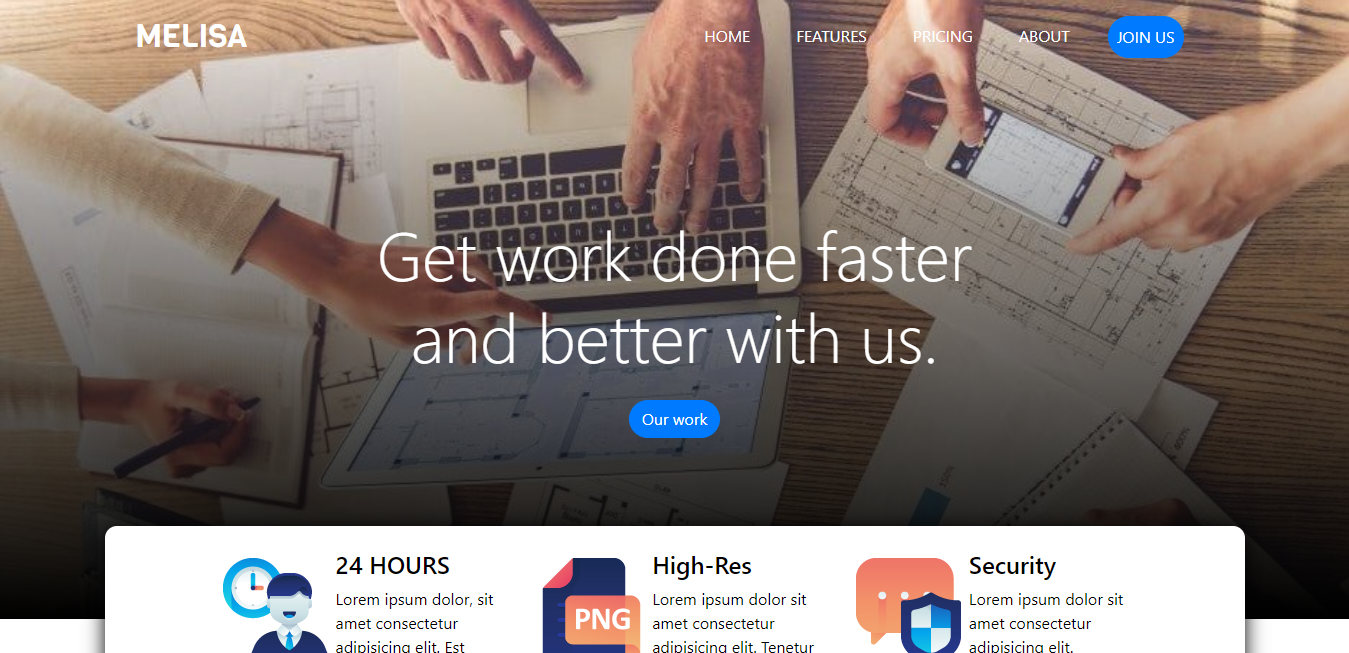 MELISA
HOME FEATURES PRICING ABOUT JOIN US
Get work done faster
and better with us.
Our work
24 HOURS
Lorem ipsum dolor, sit
amet consectetur
adipisicing elit. Est
PNG
High-Res
Lorem ipsum dolor sit
amet consectetur
adipisicing elit. Tenetur
Security
Lorem ipsum dolor sit
amet consectetur
adipisicing elit.